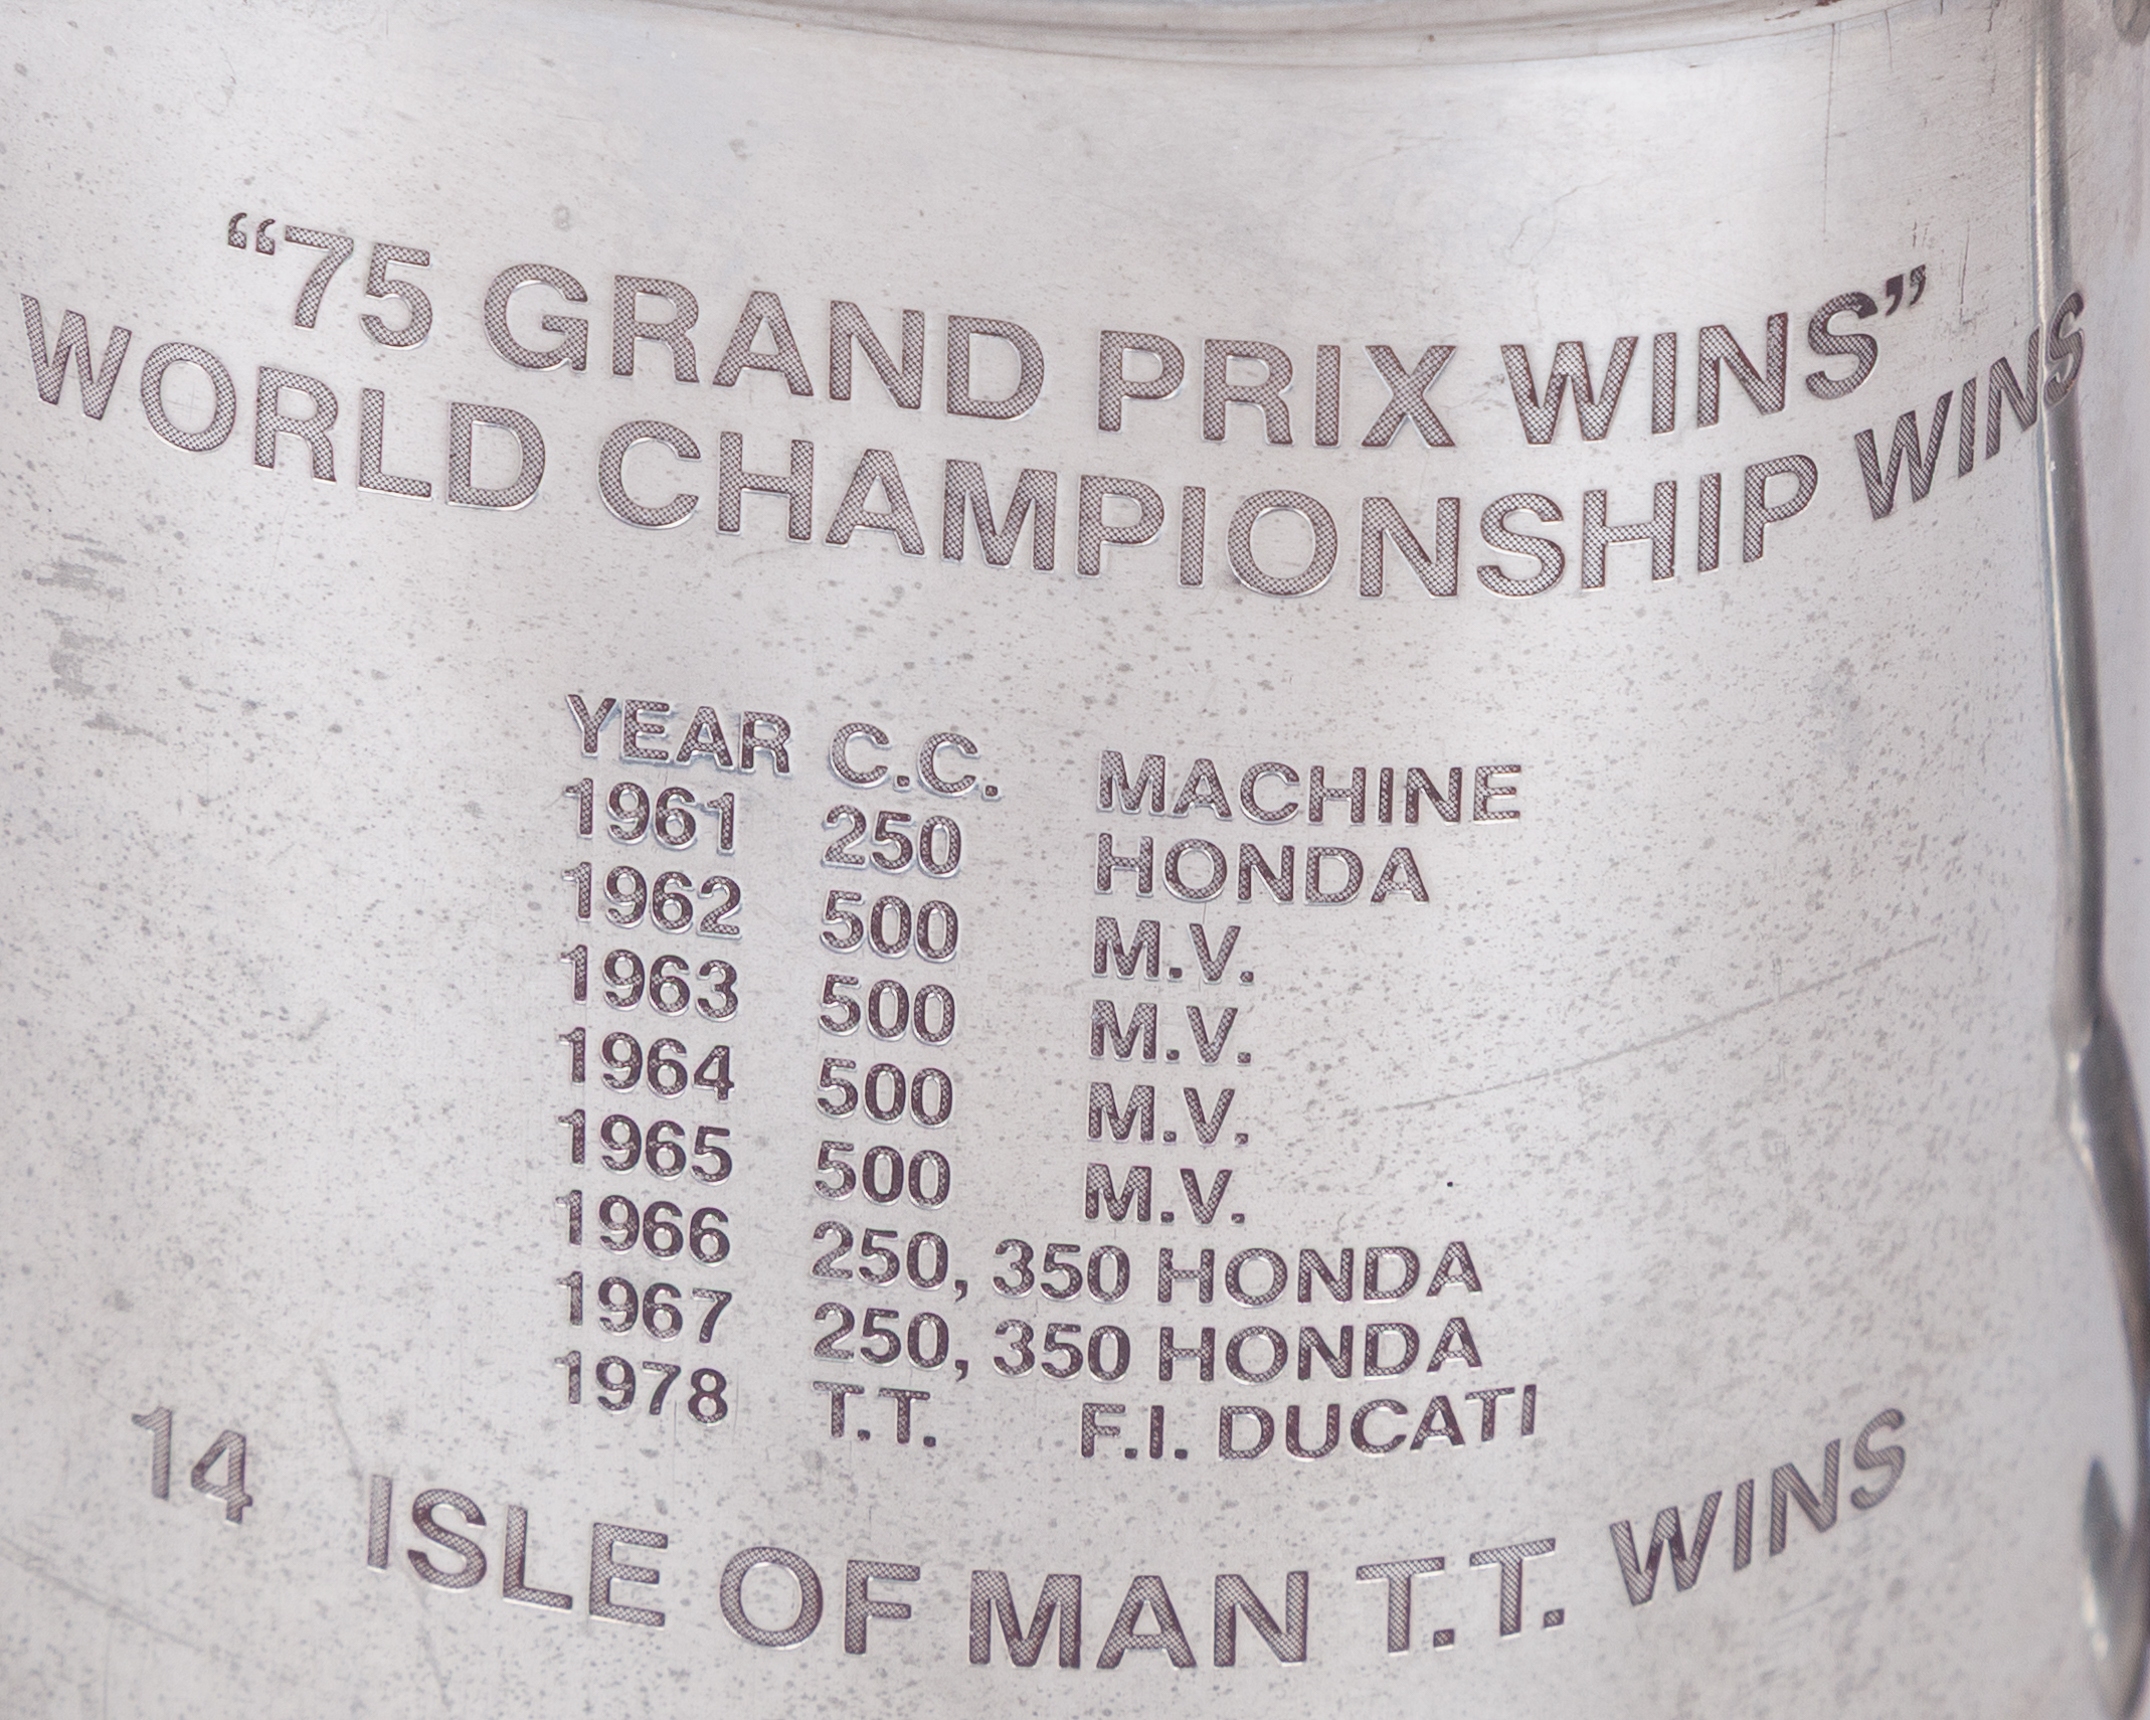 “75 GRAND PRIX WINS”
WORLD CHAMPIONSHIP WINS
YEAR C.C. MACHINE
1961 250 HONDA
1962 500 M.V.
1963 500 M.V.
1964 500 M.V.
1965 500 M.V.
1966 250, 350 HONDA
1967 250, 350 HONDA
1978 T.T. F.I. DUCATI
14 ISLE OF MAN T.T. WINS